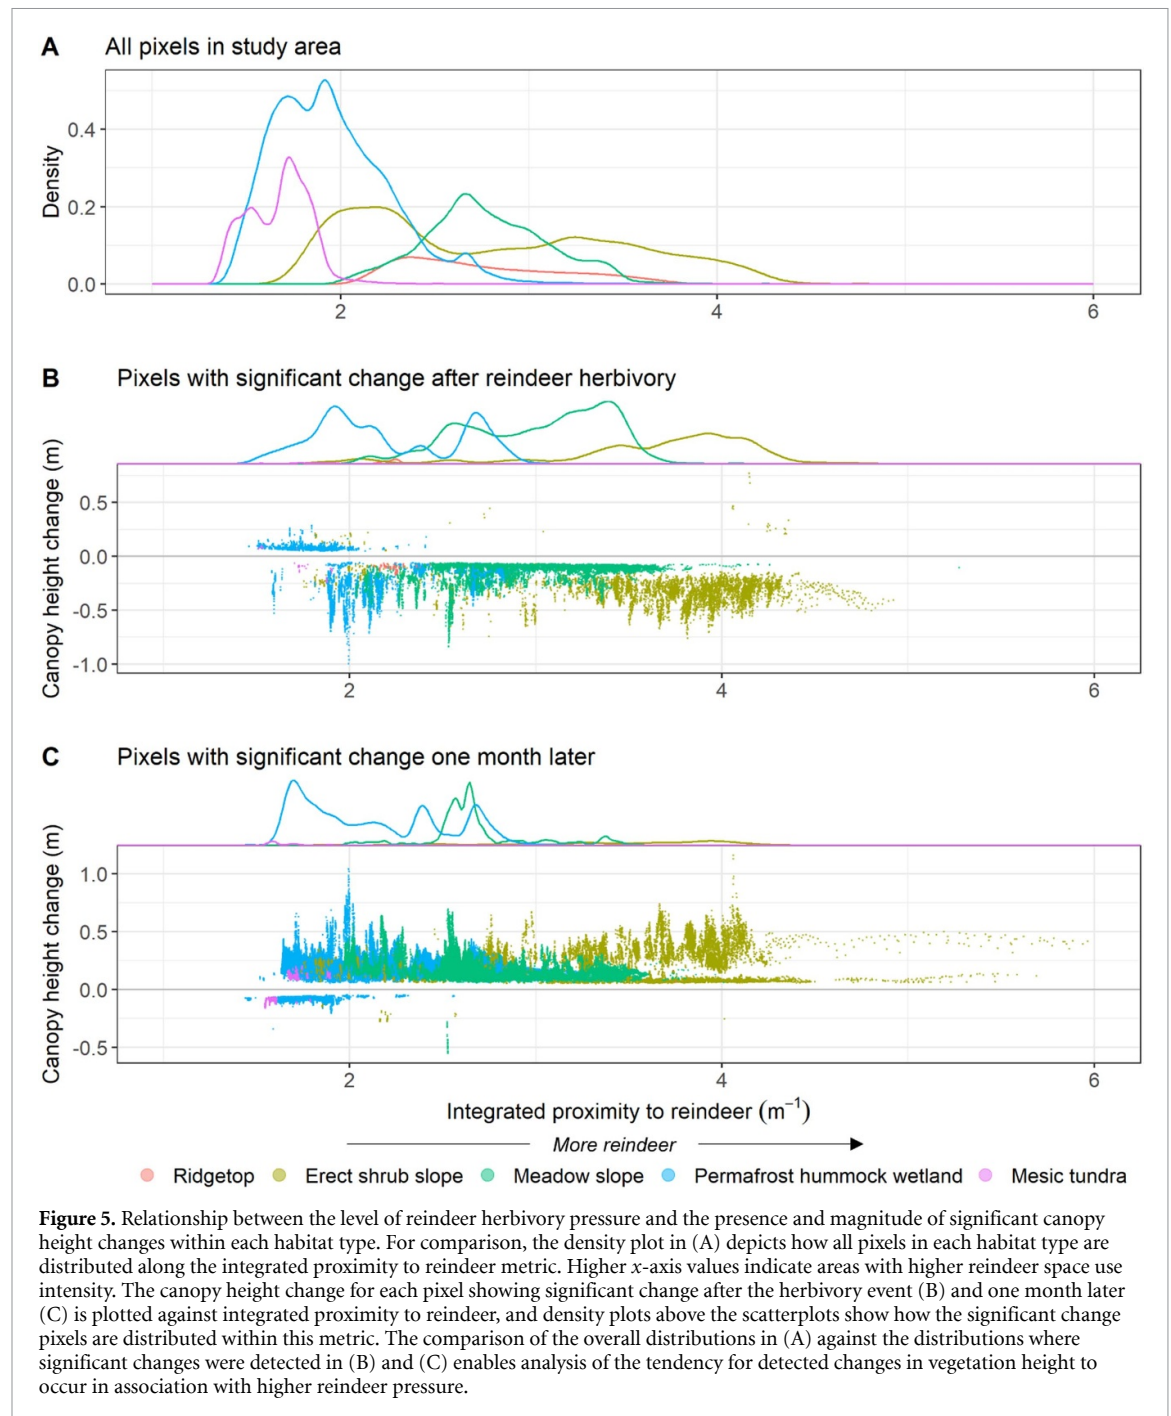 A All pixels in study area
Density
0.4
0.2
0.0
2 4 6
B Pixels with significant change after reindeer herbivory
Canopy height change (m)
0.5
0.0
-0.5
-1.0
2 4 6
C Pixels with significant change one month later
Canopy height change (m)
1.0
0.5
0.0
-0.5
2 4 6
Integrated proximity to reindeer (m⁻¹)
More reindeer
Ridgetop Erect shrub slope Meadow slope Permafrost hummock wetland Mesic tundra
Figure 5. Relationship between the level of reindeer herbivory pressure and the presence and magnitude of significant canopy
height changes within each habitat type. For comparison, the density plot in (A) depicts how all pixels in each habitat type are
distributed along the integrated proximity to reindeer metric. Higher x-axis values indicate areas with higher reindeer space use
intensity. The canopy height change for each pixel showing significant change after the herbivory event (B) and one month later
(C) is plotted against integrated proximity to reindeer, and density plots above the scatterplots show how the significant change
pixels are distributed within this metric. The comparison of the overall distributions in (A) against the distributions where
significant changes were detected in (B) and (C) enables analysis of the tendency for detected changes in vegetation height to
occur in association with higher reindeer pressure.